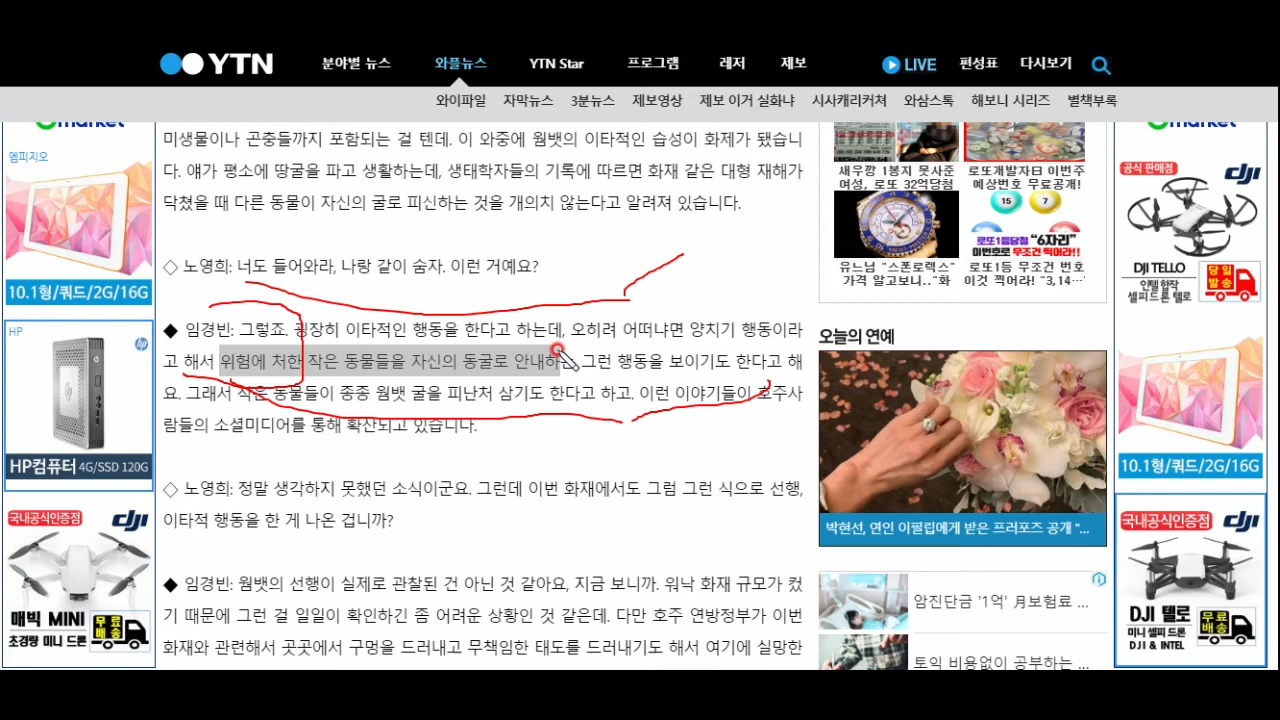 YTN
분야별 뉴스 와플뉴스 YTN Star 프로그램 레저 제보 LIVE 편성표 다시보기
와이파일 자막뉴스 3분뉴스 제보영상 제보 이거 실화냐 시사캐리커쳐 와삼스톡 해보니 시리즈 별책부록
엠피지오
10.1형/쿼드/2G/16G
HP
HP컴퓨터 4G/SSD 120G
국내공식인증점 dji
매빅 MINI
초경량 미니 드론
무료배송
미생물이나 곤충들까지 포함되는 걸 텐데. 이 와중에 웜뱃의 이타적인 습성이 화제가 됐습니
다. 얘가 평소에 땅굴을 파고 생활하는데, 생태학자들의 기록에 따르면 화재 같은 대형 재해가
닥쳤을 때 다른 동물이 자신의 굴로 피신하는 것을 개의치 않는다고 알려져 있습니다.
◇ 노영희: 너도 들어와라, 나랑 같이 숨자. 이런 거예요?
◆ 임경빈: 그렇죠. 굉장히 이타적인 행동을 한다고 하는데, 오히려 어떠냐면 양치기 행동이라
고 해서 위험에 처한 작은 동물들을 자신의 동굴로 안내하는 그런 행동을 보이기도 한다고 해
요. 그래서 작은 동물들이 종종 웜뱃 굴을 피난처 삼기도 한다고 하고. 이런 이야기들이 호주사
람들의 소셜미디어를 통해 확산되고 있습니다.
◇ 노영희: 정말 생각하지 못했던 소식이군요. 그런데 이번 화재에서도 그럼 그런 식으로 선행,
이타적 행동을 한 게 나온 겁니까?
◆ 임경빈: 웜뱃의 선행이 실제로 관찰된 건 아닌 것 같아요, 지금 보니까. 워낙 화재 규모가 컸
기 때문에 그런 걸 일일이 확인하긴 좀 어려운 상황인 것 같은데. 다만 호주 연방정부가 이번
화재와 관련해서 곳곳에서 구멍을 드러내고 무책임한 태도를 드러내기도 해서 여기에 실망한
새우깡 1봉지 못사준
여성, 로또 32억당첨
로또개발자曰 이번주
예상번호 무료공개!
15 7
로또1등당첨 "6자리"
이번호로 무조건 찍어라!!
유느님 "스폰로렉스"
가격 알고보니.."화
로또1등 무조건 번호
이것 찍어라! "3,14…
오늘의 연예
박현선, 연인 이필립에게 받은 프러포즈 공개 "...
암진단금 '1억' 月보험료 ...
토익 비용없이 공부하는 ...
공식 판매점 dji
DJI TELLO
인텔 합작
셀피 드론 텔로
당일발송
10.1형/쿼드/2G/16G
국내공식인증점 dji
DJI 텔로
미니 셀피 드론
DJI & INTEL
무료배송